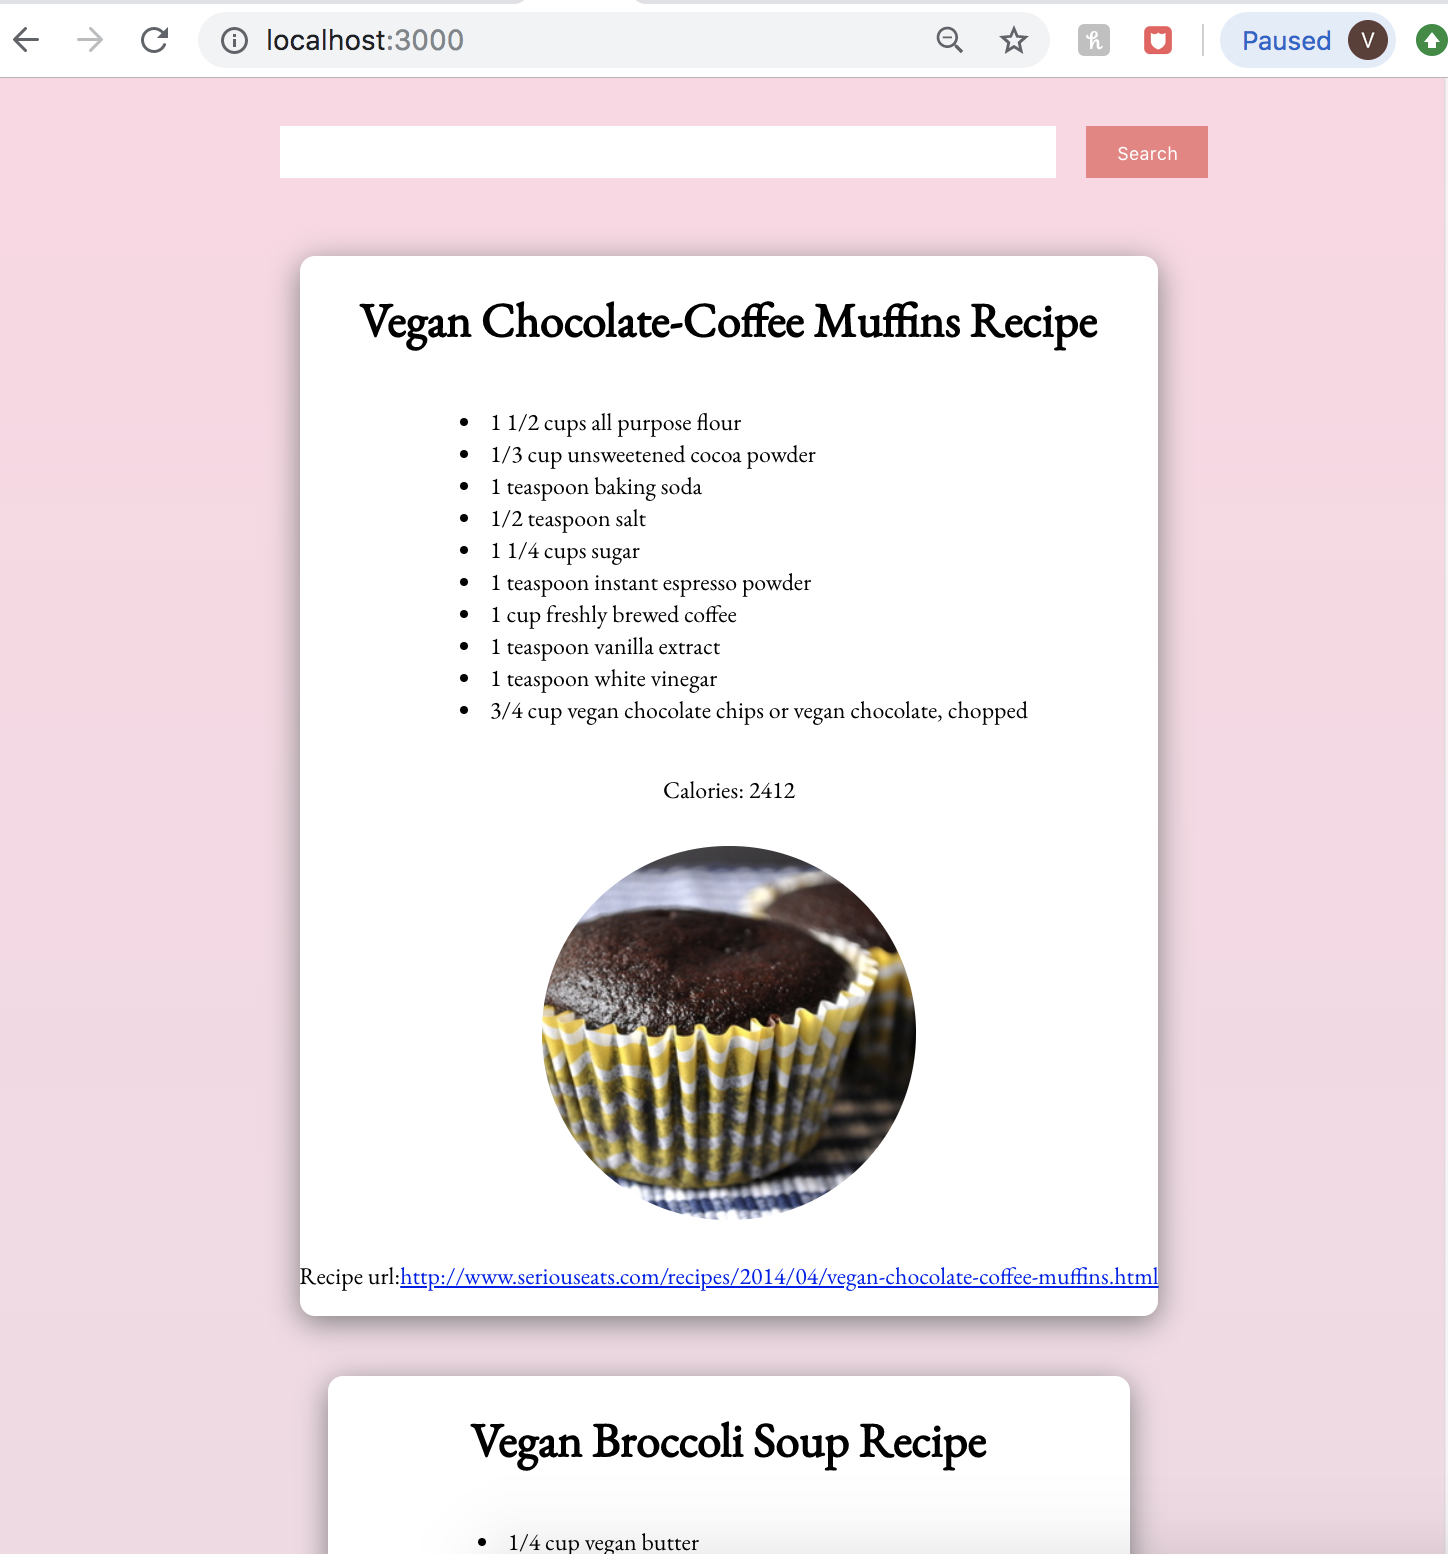 localhost:3000
Paused V
Search
Vegan Chocolate-Coffee Muffins Recipe
1 1/2 cups all purpose flour
1/3 cup unsweetened cocoa powder
1 teaspoon baking soda
1/2 teaspoon salt
1 1/4 cups sugar
1 teaspoon instant espresso powder
1 cup freshly brewed coffee
1 teaspoon vanilla extract
1 teaspoon white vinegar
3/4 cup vegan chocolate chips or vegan chocolate, chopped
Calories: 2412
Recipe url:http://www.seriouseats.com/recipes/2014/04/vegan-chocolate-coffee-muffins.html
Vegan Broccoli Soup Recipe
1/4 cup vegan butter